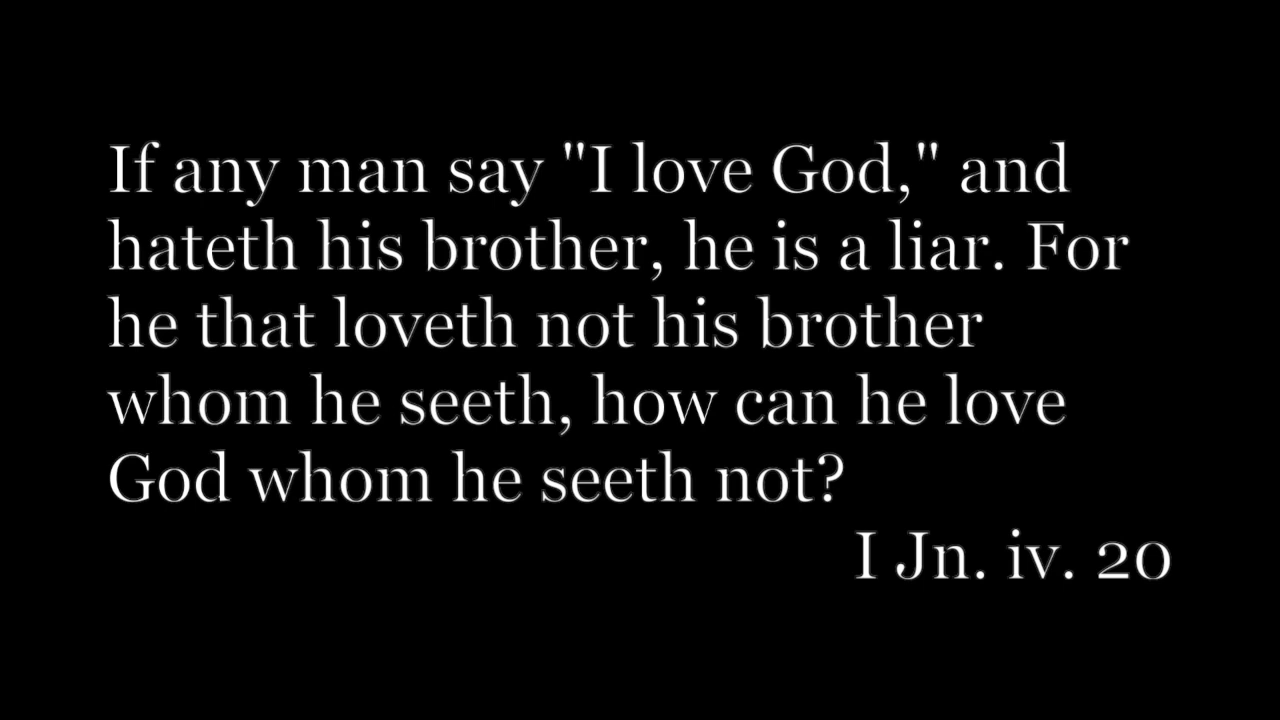 If any man say "I love God," and
hateth his brother, he is a liar. For
he that loveth not his brother
whom he seeth, how can he love
God whom he seeth not?
I Jn. iv. 20